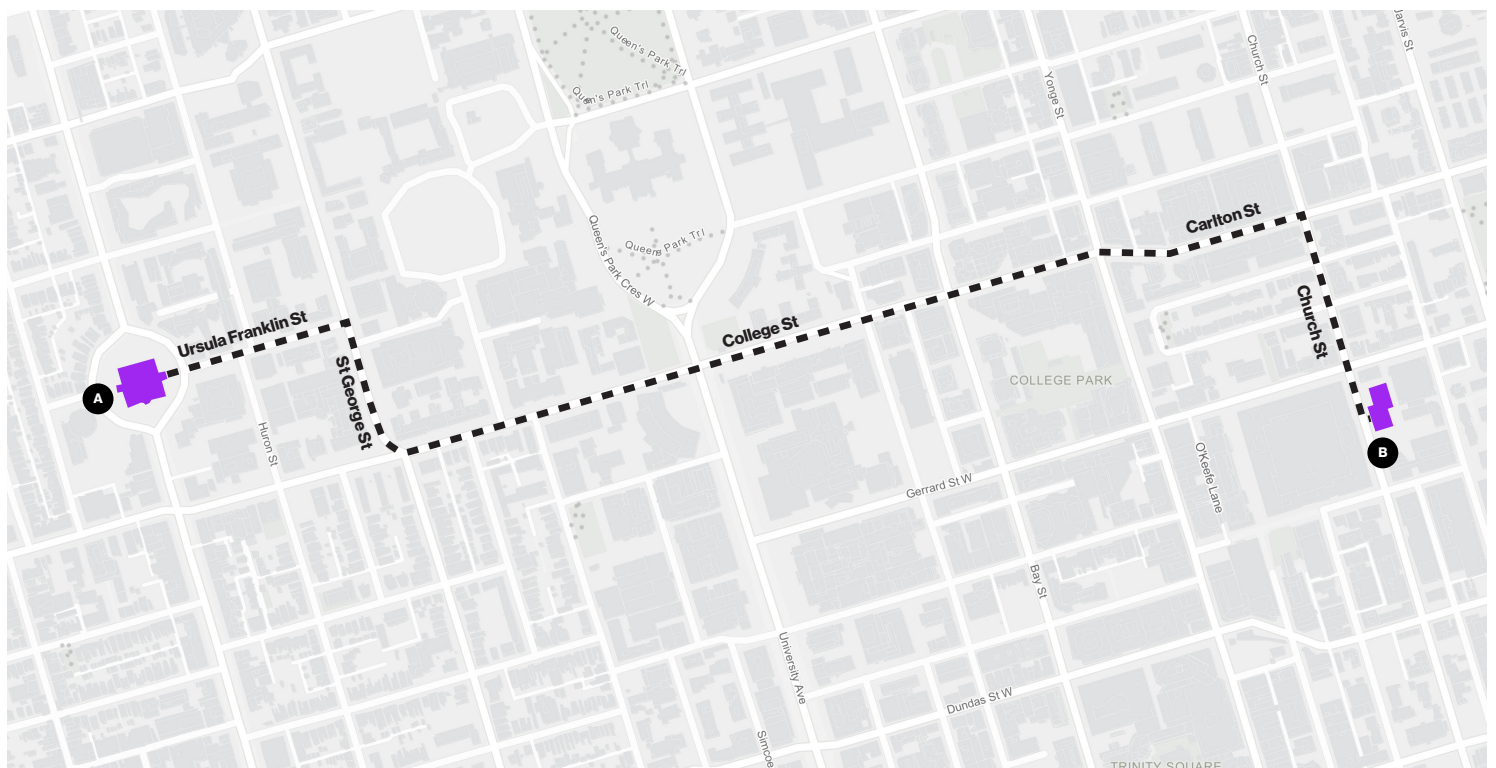 Queen's Park Trl
Jarvis St
Church St
Yonge St
Queen's Park Trl
Carlton St
Queen's Park Cres W
Queens Park Trl
Ursula Franklin St
College St
Church St
St George St
COLLEGE PARK
A
Huron St
B
O'Keefe Lane
Gerrard St W
Bay St
University Ave
Dundas St W
Simcoe
TRINITY SQUARE